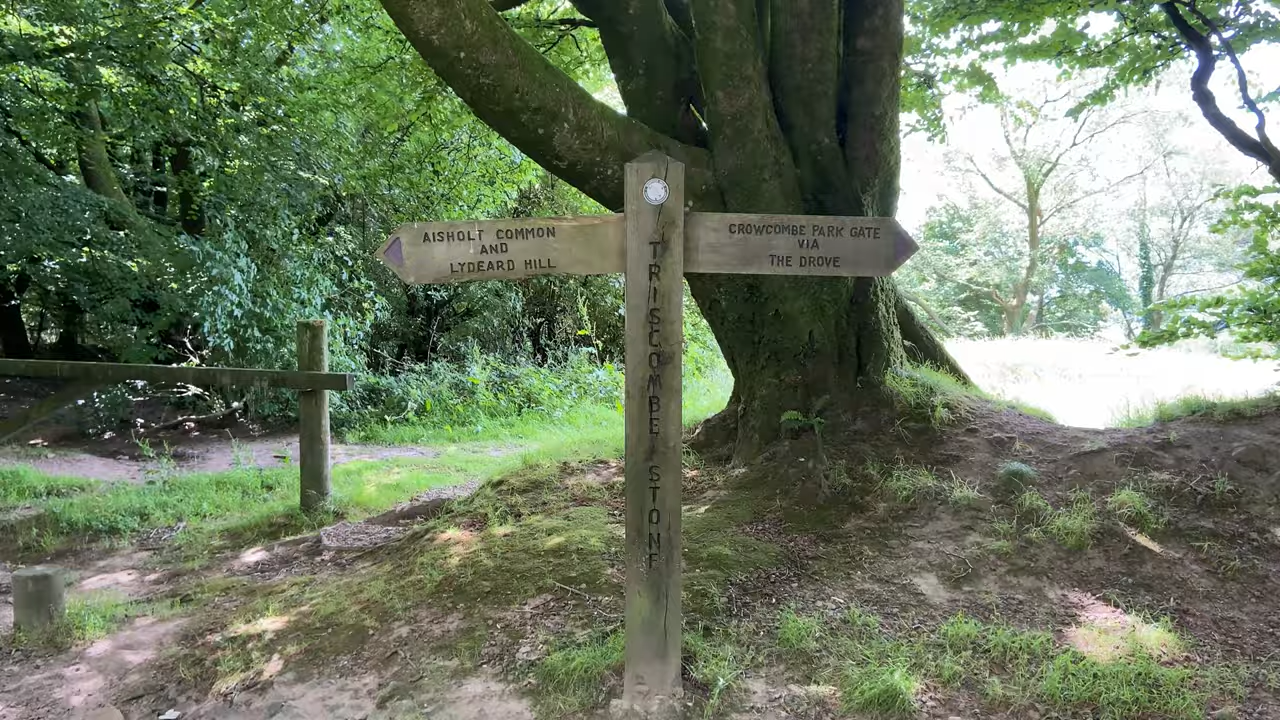 AISHOLT COMMON
AND
LYDEARD HILL
CROWCOMBE PARK GATE
VIA
THE DROVE
TRISCOMBE STONE